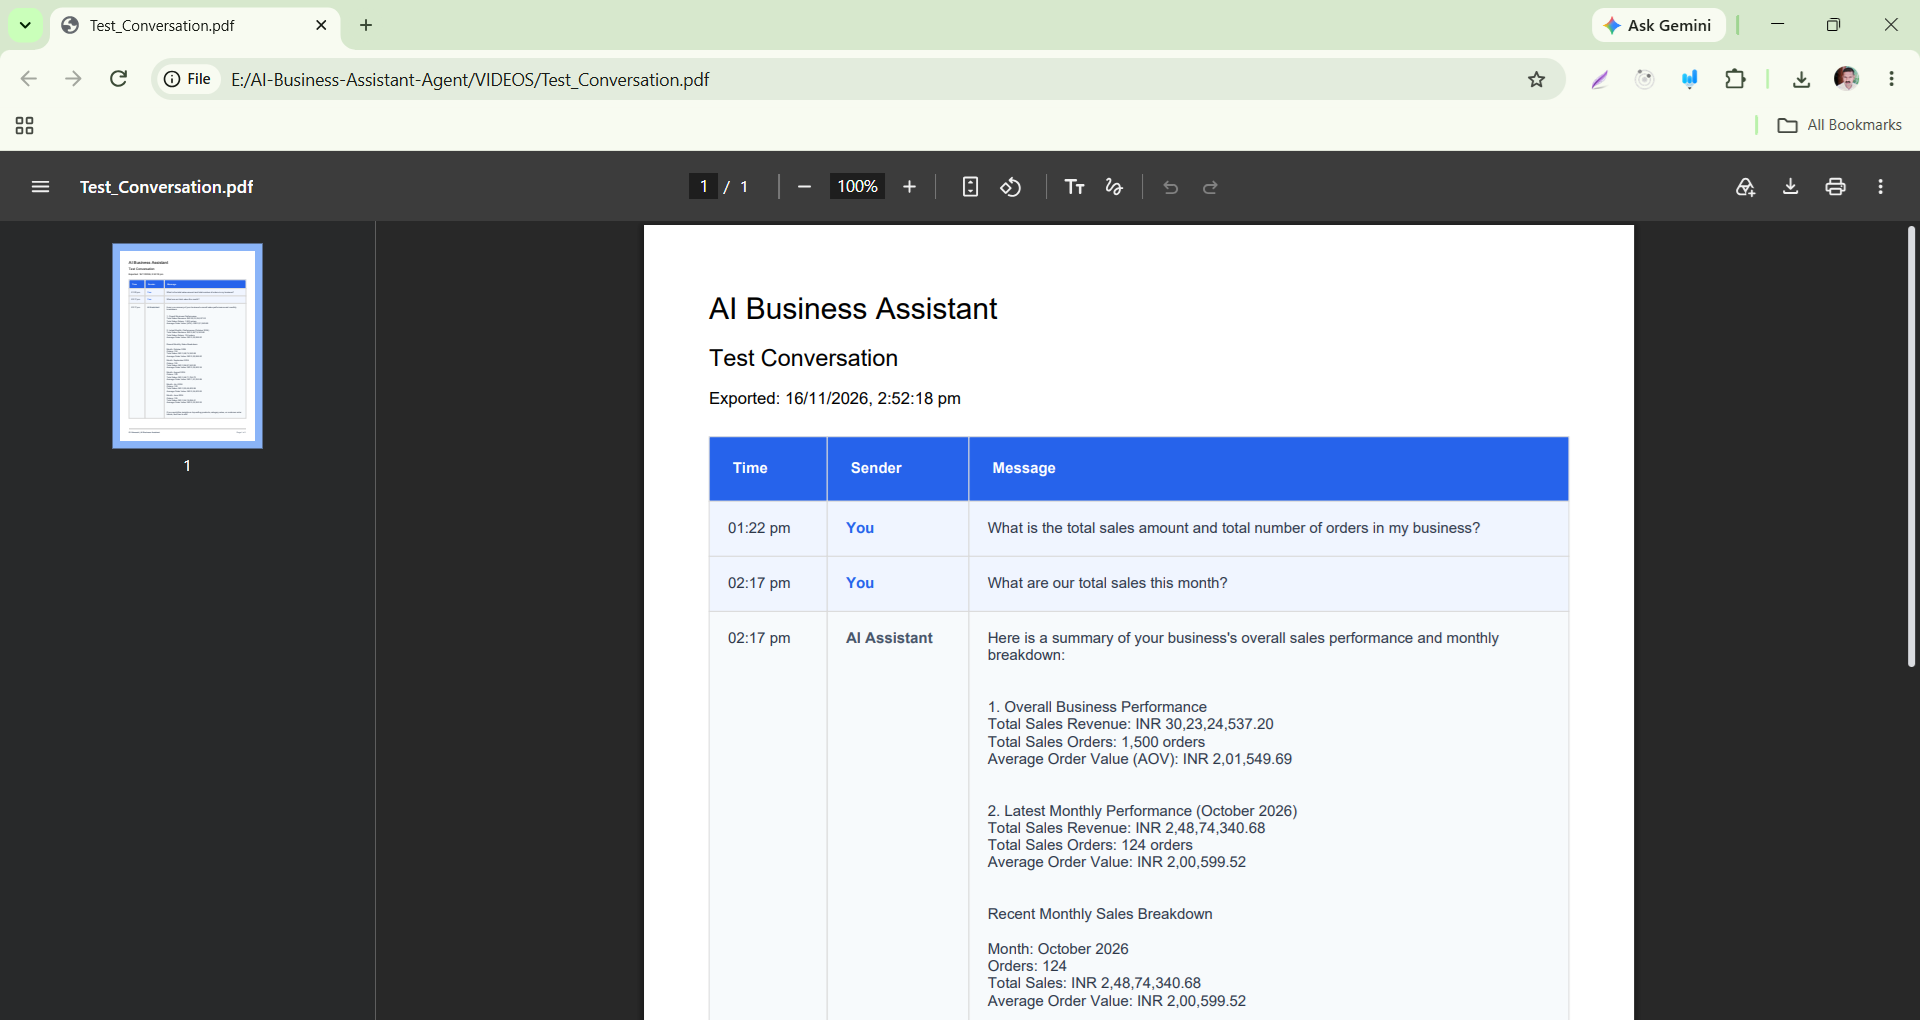 Test_Conversation.pdf
Ask Gemini
File E:/AI-Business-Assistant-Agent/VIDEOS/Test_Conversation.pdf
All Bookmarks
Test_Conversation.pdf
1 / 1
100%
1
AI Business Assistant
Test Conversation
Exported: 16/11/2026, 2:52:18 pm
Time Sender Message
01:22 pm You What is the total sales amount and total number of orders in my business?
02:17 pm You What are our total sales this month?
02:17 pm AI Assistant Here is a summary of your business's overall sales performance and monthly
breakdown:
1. Overall Business Performance
Total Sales Revenue: INR 30,23,24,537.20
Total Sales Orders: 1,500 orders
Average Order Value (AOV): INR 2,01,549.69
2. Latest Monthly Performance (October 2026)
Total Sales Revenue: INR 2,48,74,340.68
Total Sales Orders: 124 orders
Average Order Value: INR 2,00,599.52
Recent Monthly Sales Breakdown
Month: October 2026
Orders: 124
Total Sales: INR 2,48,74,340.68
Average Order Value: INR 2,00,599.52